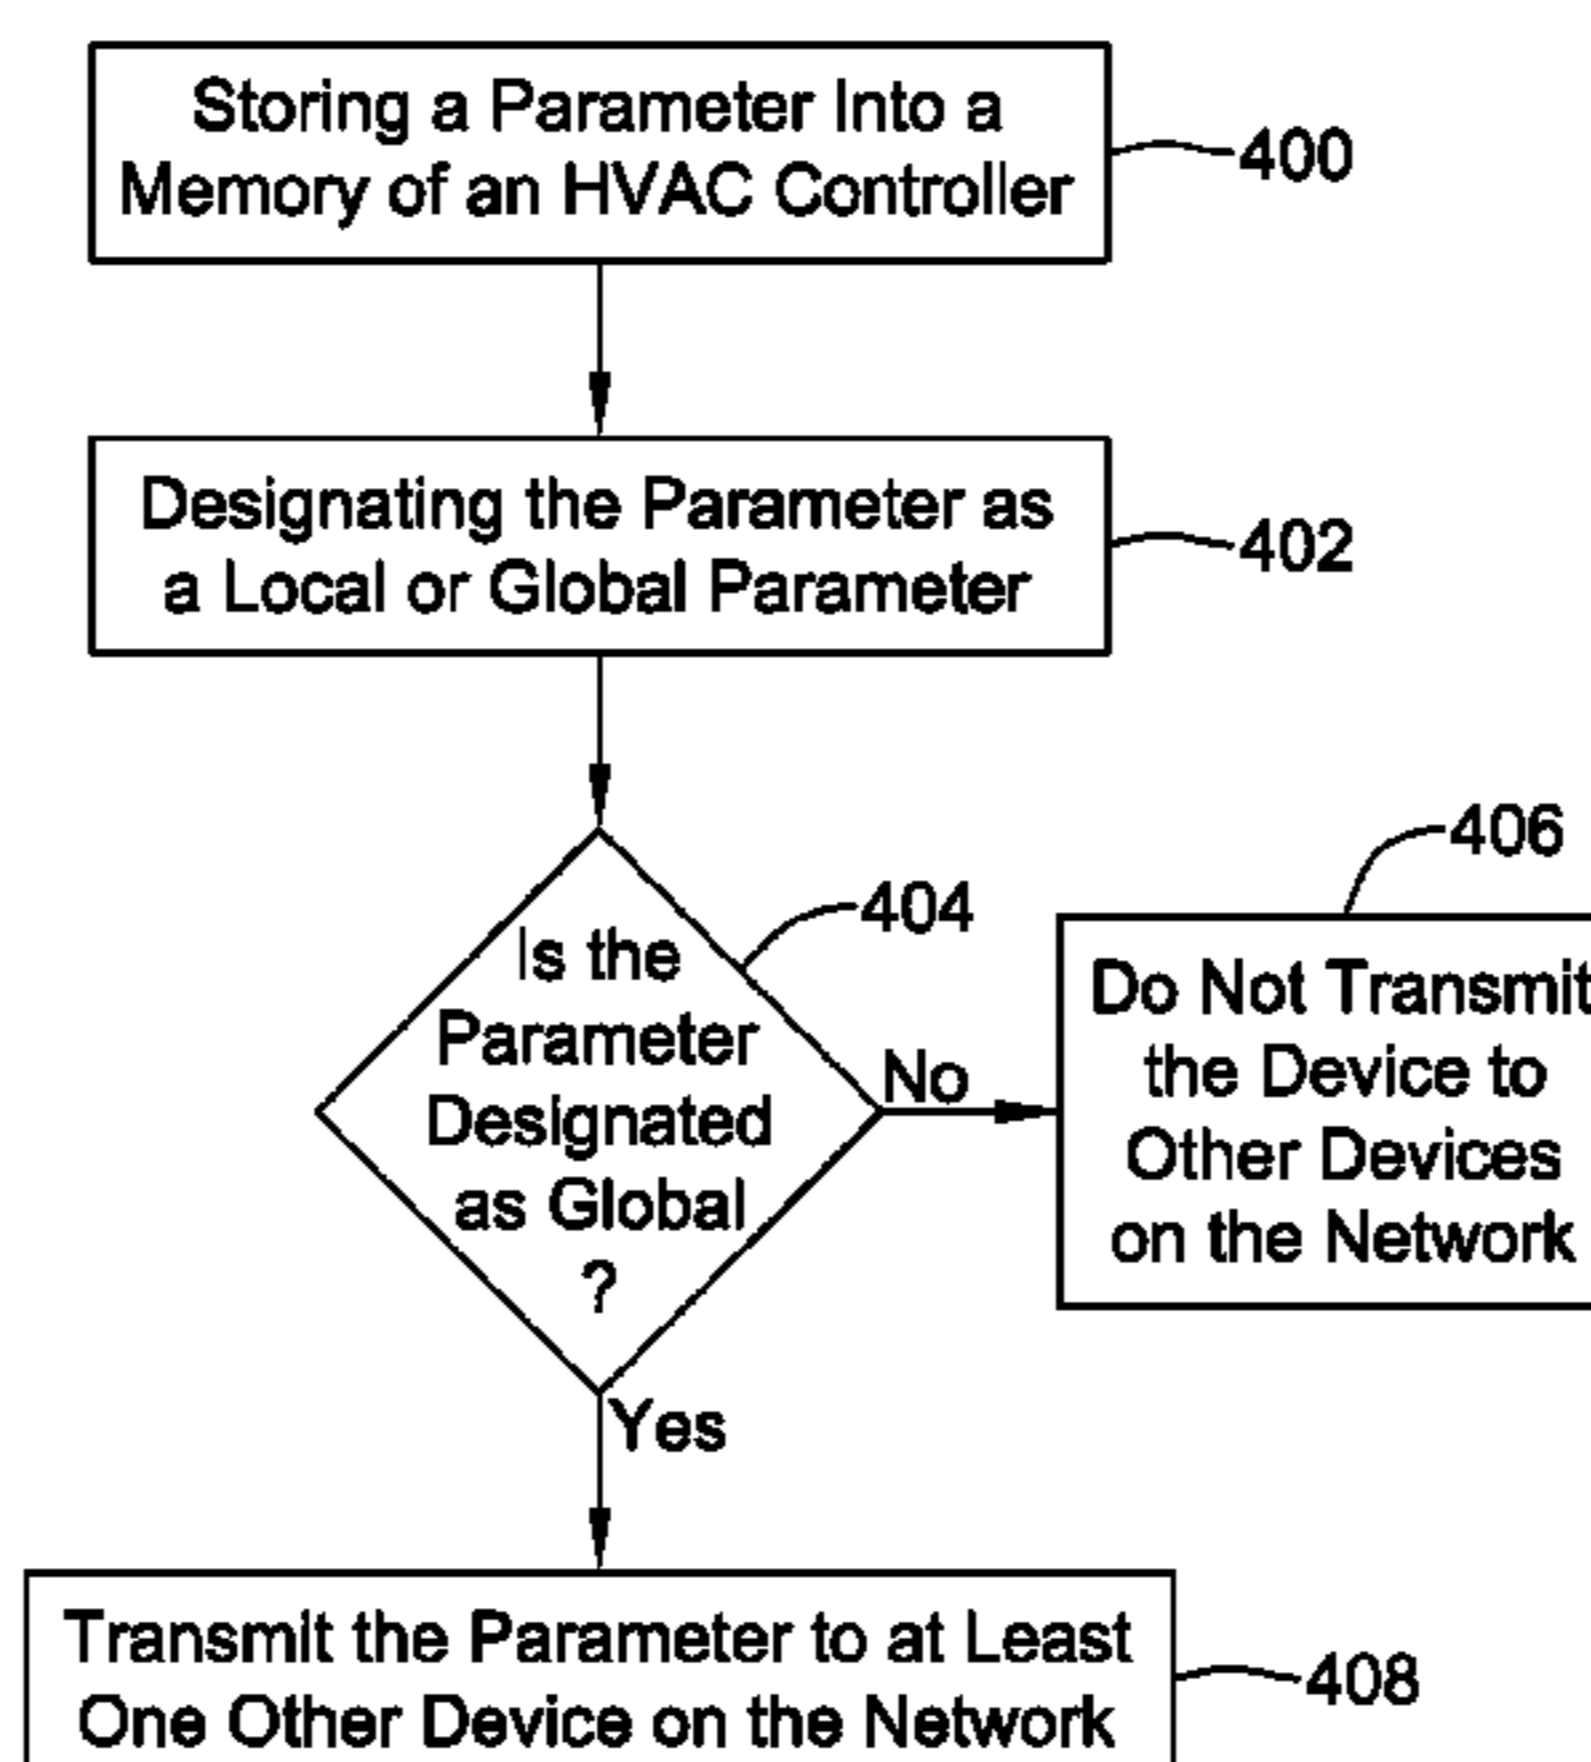 Storing a Parameter Into a
Memory of an HVAC Controller
400
Designating the Parameter as
a Local or Global Parameter
402
Is the
Parameter
Designated
as Global
?
404
No
406
Do Not Transmit
the Device to
Other Devices
on the Network
Yes
Transmit the Parameter to at Least
One Other Device on the Network
408